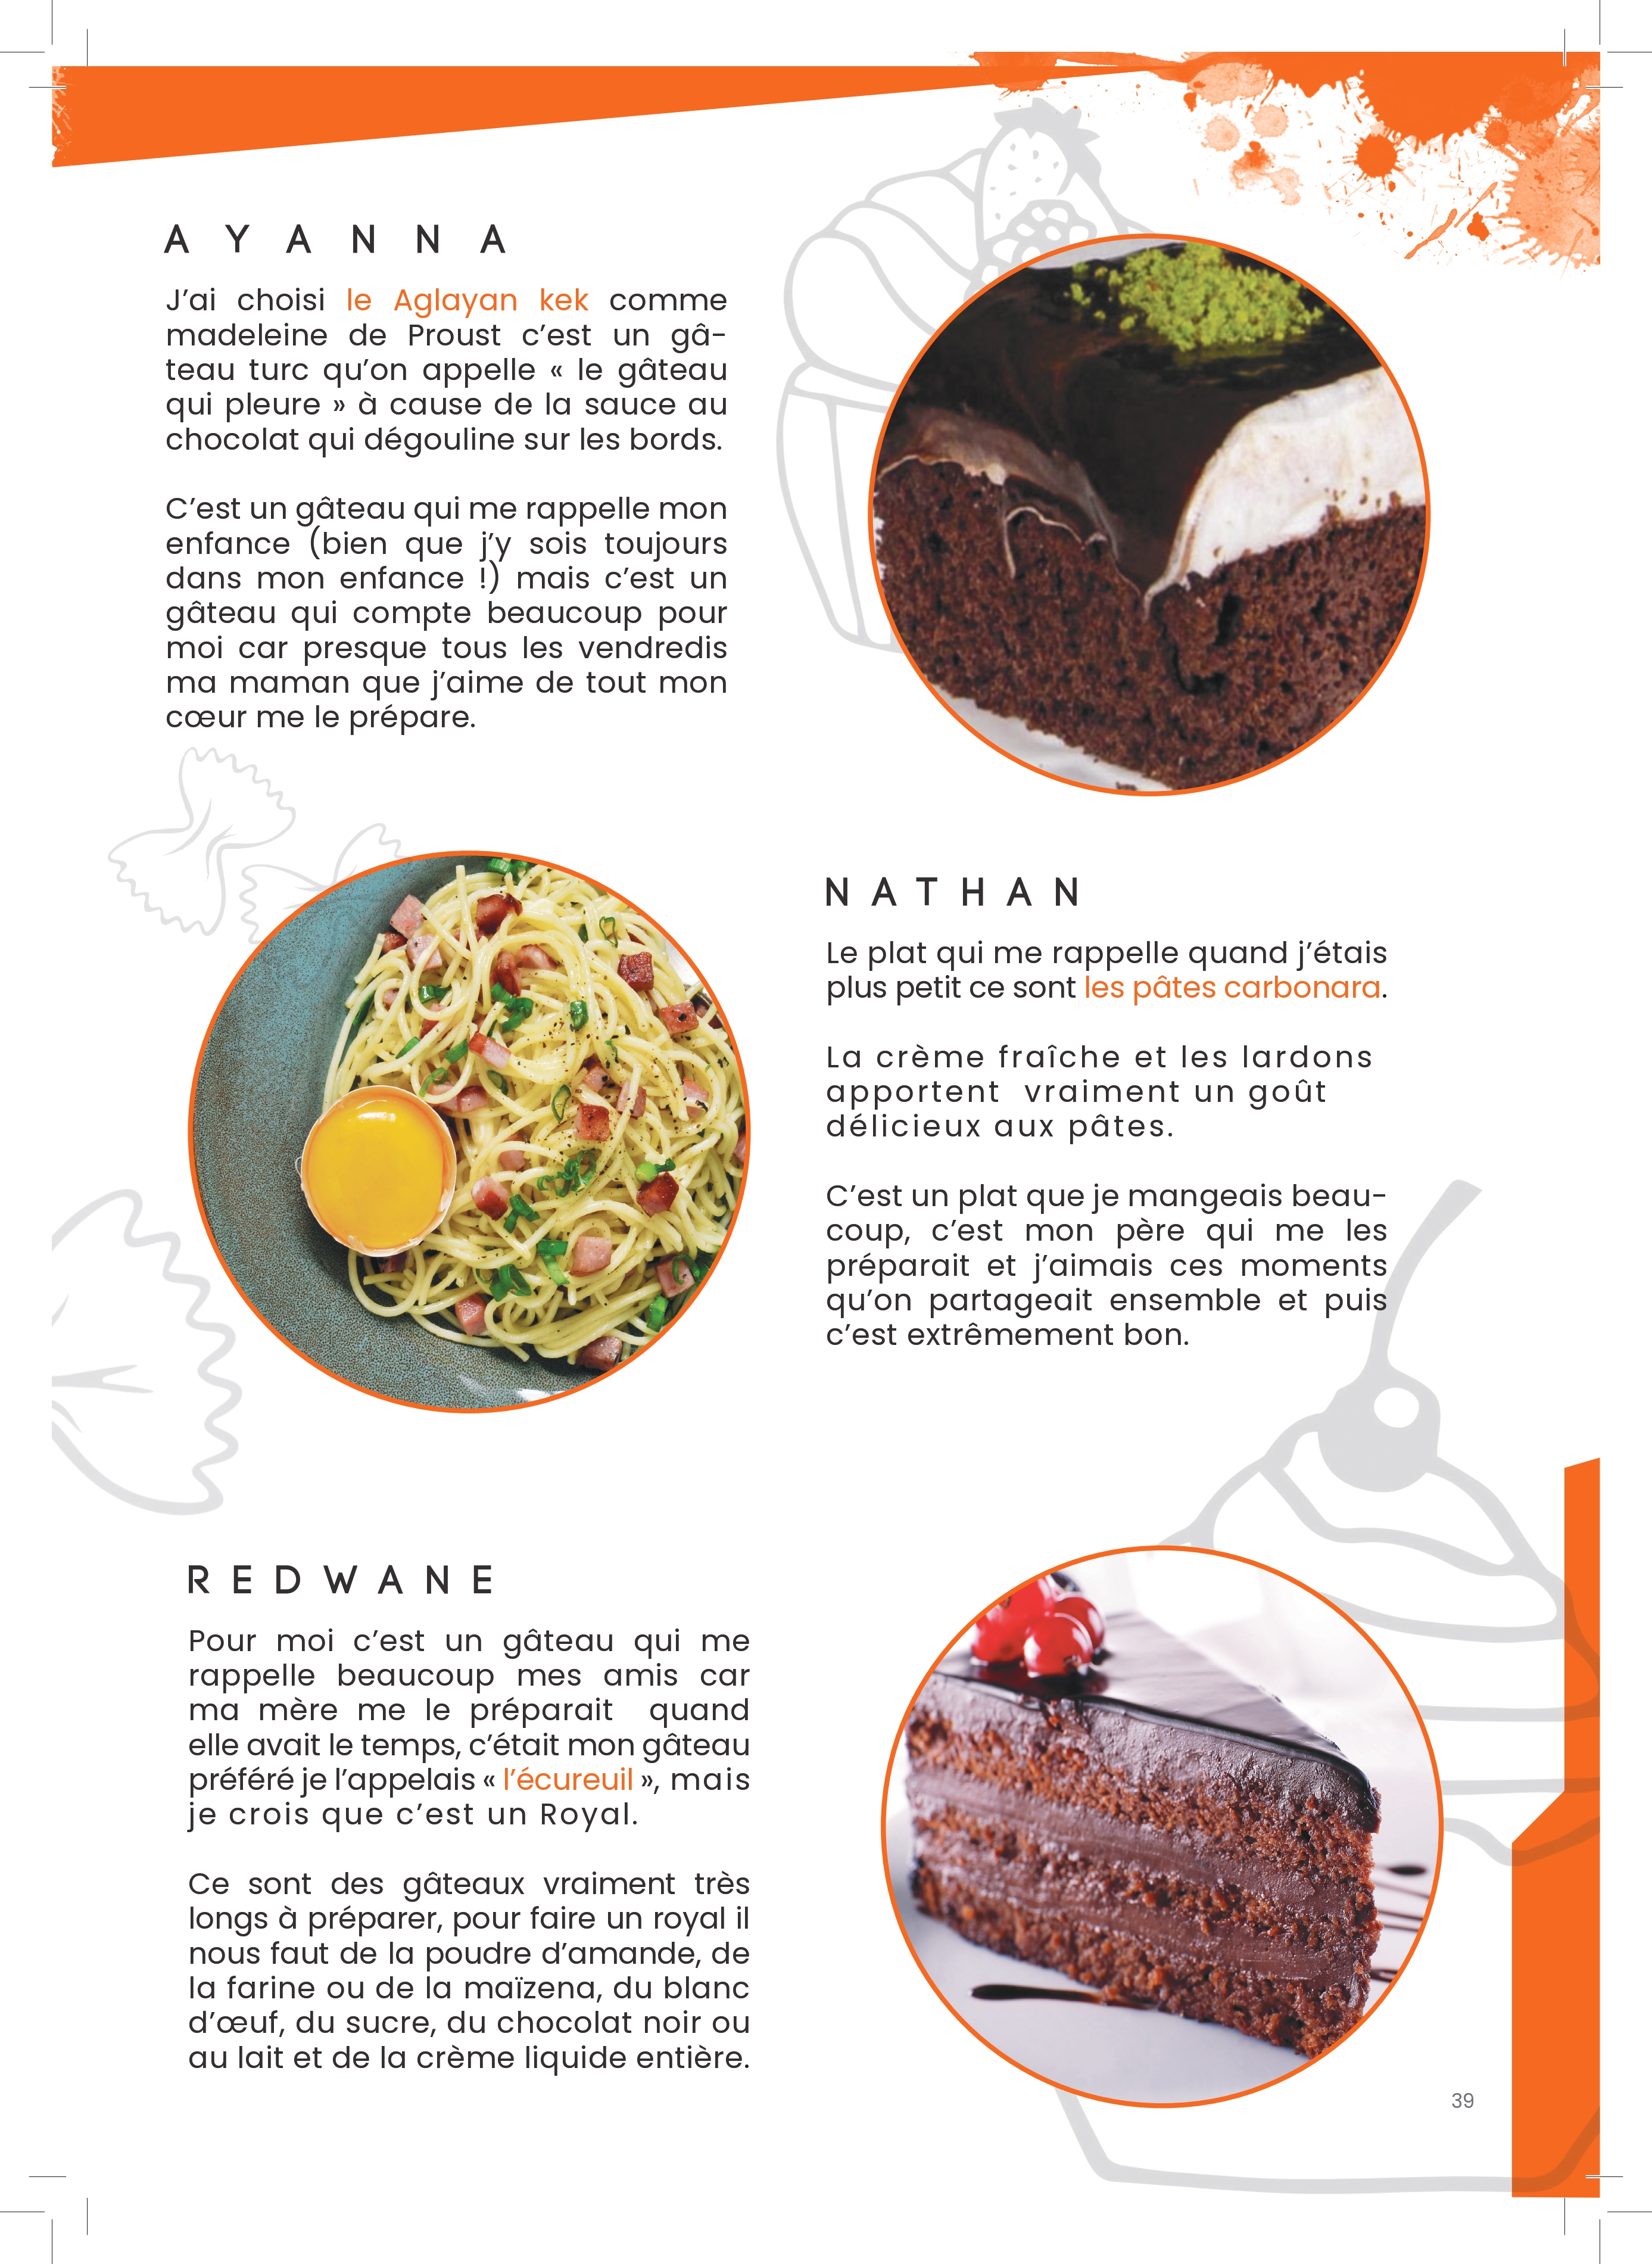 AYANNA
J’ai choisi le Aglayan kek comme
madeleine de Proust c’est un gâ-
teau turc qu’on appelle « le gâteau
qui pleure » à cause de la sauce au
chocolat qui dégouline sur les bords.
C’est un gâteau qui me rappelle mon
enfance (bien que j’y sois toujours
dans mon enfance !) mais c’est un
gâteau qui compte beaucoup pour
moi car presque tous les vendredis
ma maman que j’aime de tout mon
cœur me le prépare.
NATHAN
Le plat qui me rappelle quand j’étais
plus petit ce sont les pâtes carbonara.
La crème fraîche et les lardons
apportent vraiment un goût
délicieux aux pâtes.
C’est un plat que je mangeais beau-
coup, c’est mon père qui me les
préparait et j’aimais ces moments
qu’on partageait ensemble et puis
c’est extrêmement bon.
REDWANE
Pour moi c’est un gâteau qui me
rappelle beaucoup mes amis car
ma mère me le préparait quand
elle avait le temps, c’était mon gâteau
préféré je l’appelais « l’écureuil », mais
je crois que c’est un Royal.
Ce sont des gâteaux vraiment très
longs à préparer, pour faire un royal il
nous faut de la poudre d’amande, de
la farine ou de la maïzena, du blanc
d’œuf, du sucre, du chocolat noir ou
au lait et de la crème liquide entière.
39